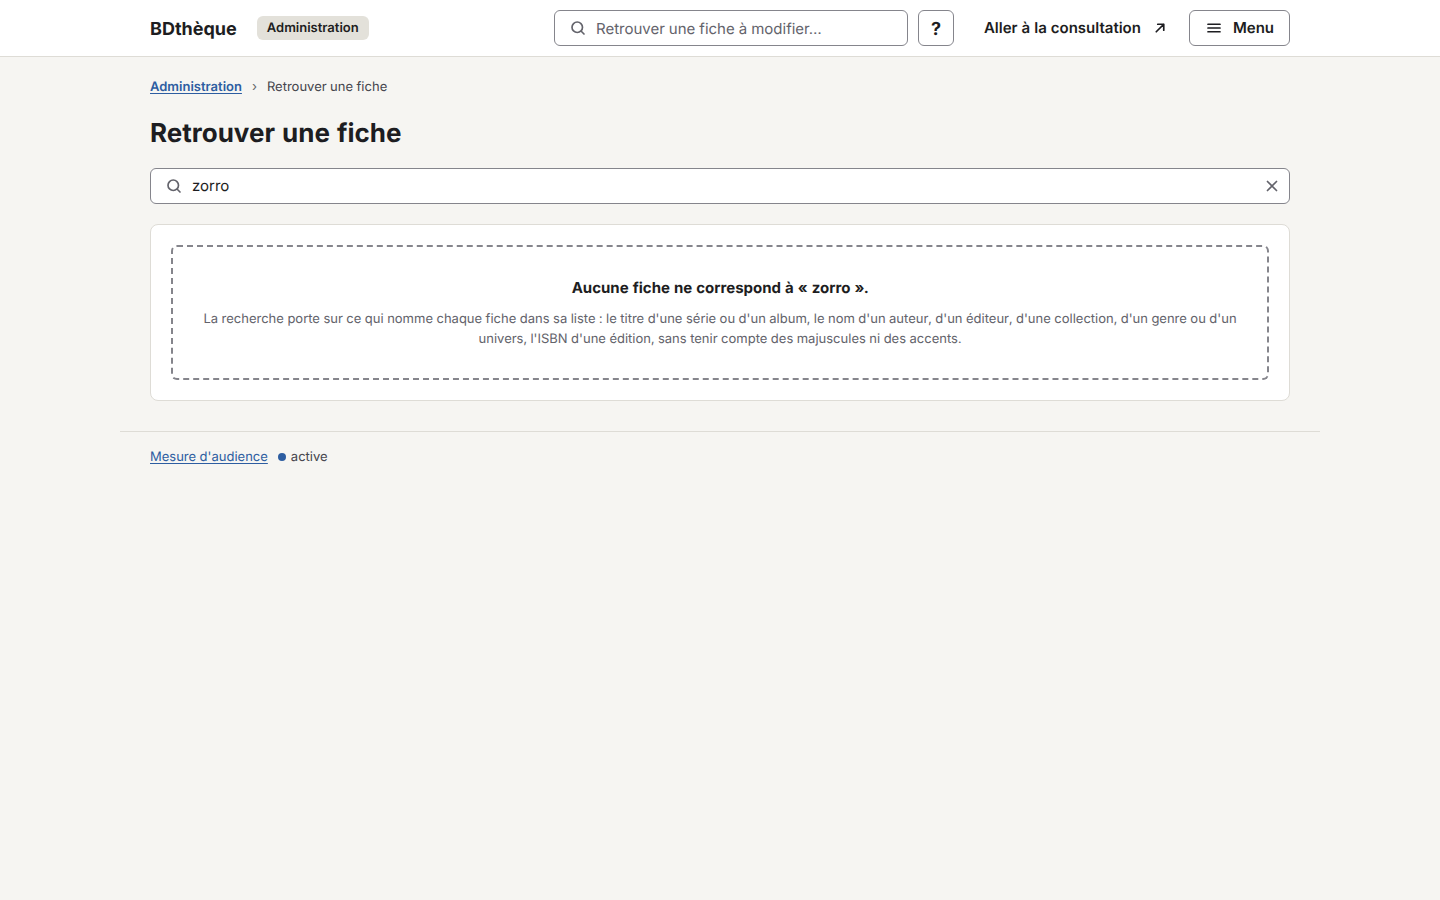 BDthèque
Administration
Retrouver une fiche à modifier...
?
Aller à la consultation
Menu
Administration › Retrouver une fiche
Retrouver une fiche
zorro
Aucune fiche ne correspond à « zorro ».
La recherche porte sur ce qui nomme chaque fiche dans sa liste : le titre d'une série ou d'un album, le nom d'un auteur, d'un éditeur, d'une collection, d'un genre ou d'un
univers, l'ISBN d'une édition, sans tenir compte des majuscules ni des accents.
Mesure d'audience active